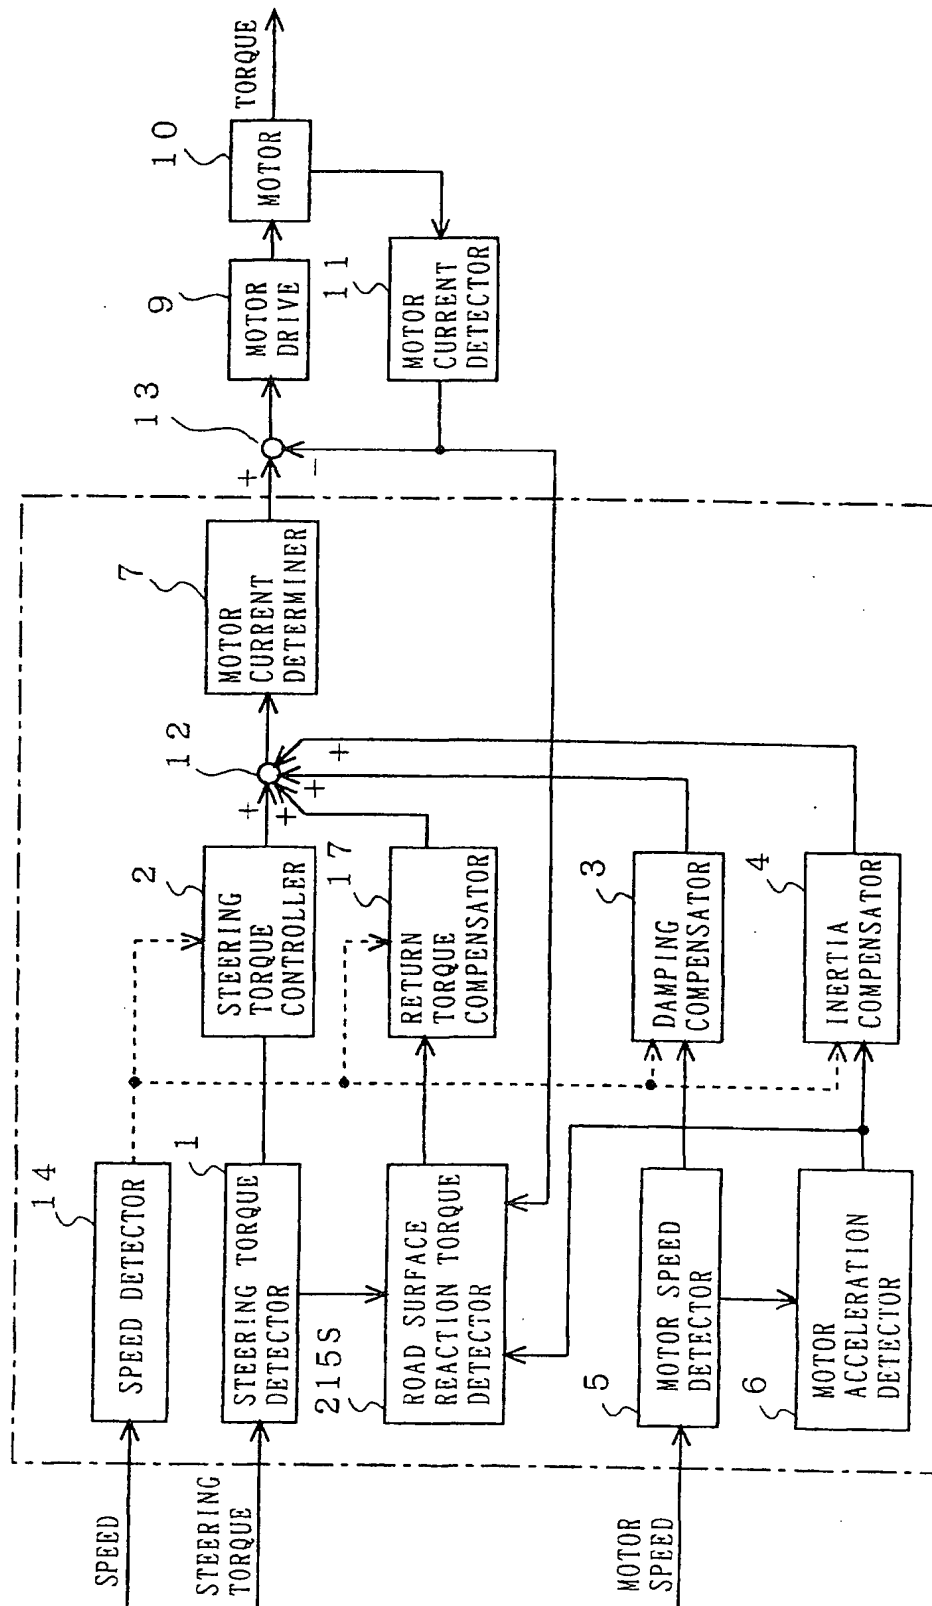 SPEED
14
SPEED DETECTOR
STEERING
TORQUE
1
STEERING TORQUE
DETECTOR
2
STEERING
TORQUE
CONTROLLER
+
12
7
MOTOR
CURRENT
DETERMINER
+
13
9
MOTOR
DRIVE
10
MOTOR
TORQUE
215S
ROAD SURFACE
REACTION TORQUE
DETECTOR
17
RETURN
TORQUE
COMPENSATOR
+
+
+
−
11
MOTOR
CURRENT
DETECTOR
MOTOR
SPEED
5
MOTOR SPEED
DETECTOR
3
DAMPING
COMPENSATOR
6
MOTOR
ACCELERATION
DETECTOR
4
INERTIA
COMPENSATOR